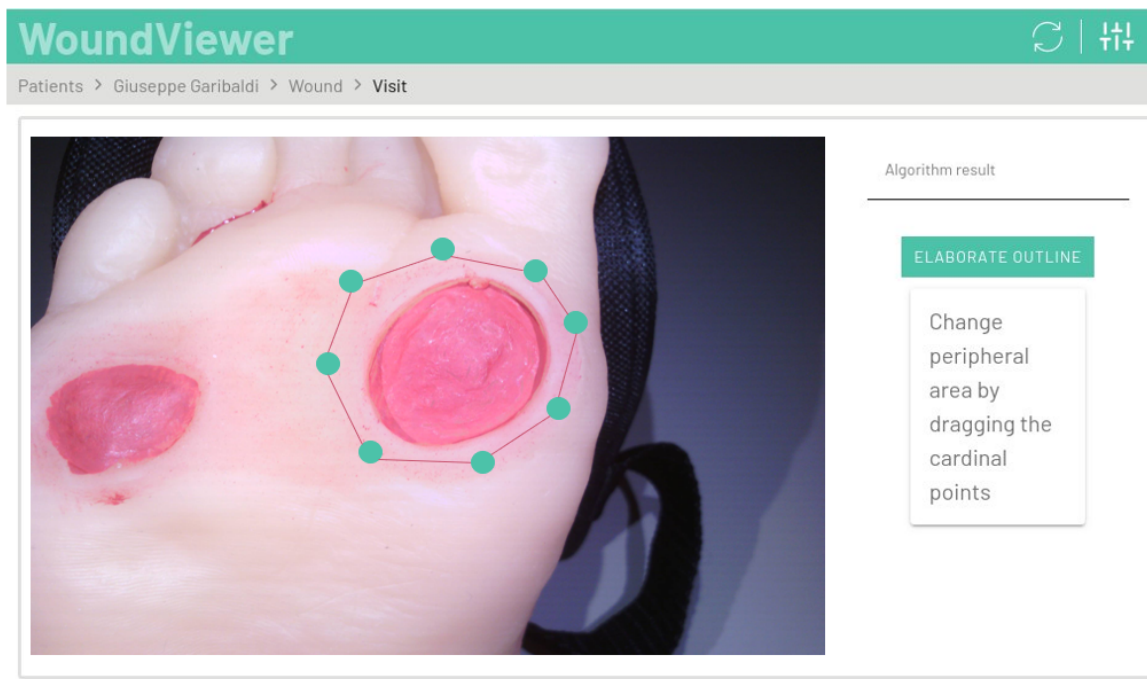 WoundViewer
Patients > Giuseppe Garibaldi > Wound > Visit
Algorithm result
ELABORATE OUTLINE
Change
peripheral
area by
dragging the
cardinal
points